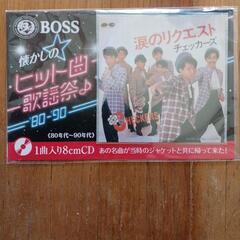 BOSS
懐かしの
ヒット曲
歌謡祭♪
'80-'90
《80年代~90年代》
涙のリクエスト
チェッカーズ
CHECKERS
1曲入り8cmCD
あの名曲が当時のジャケットと共に帰って来た!